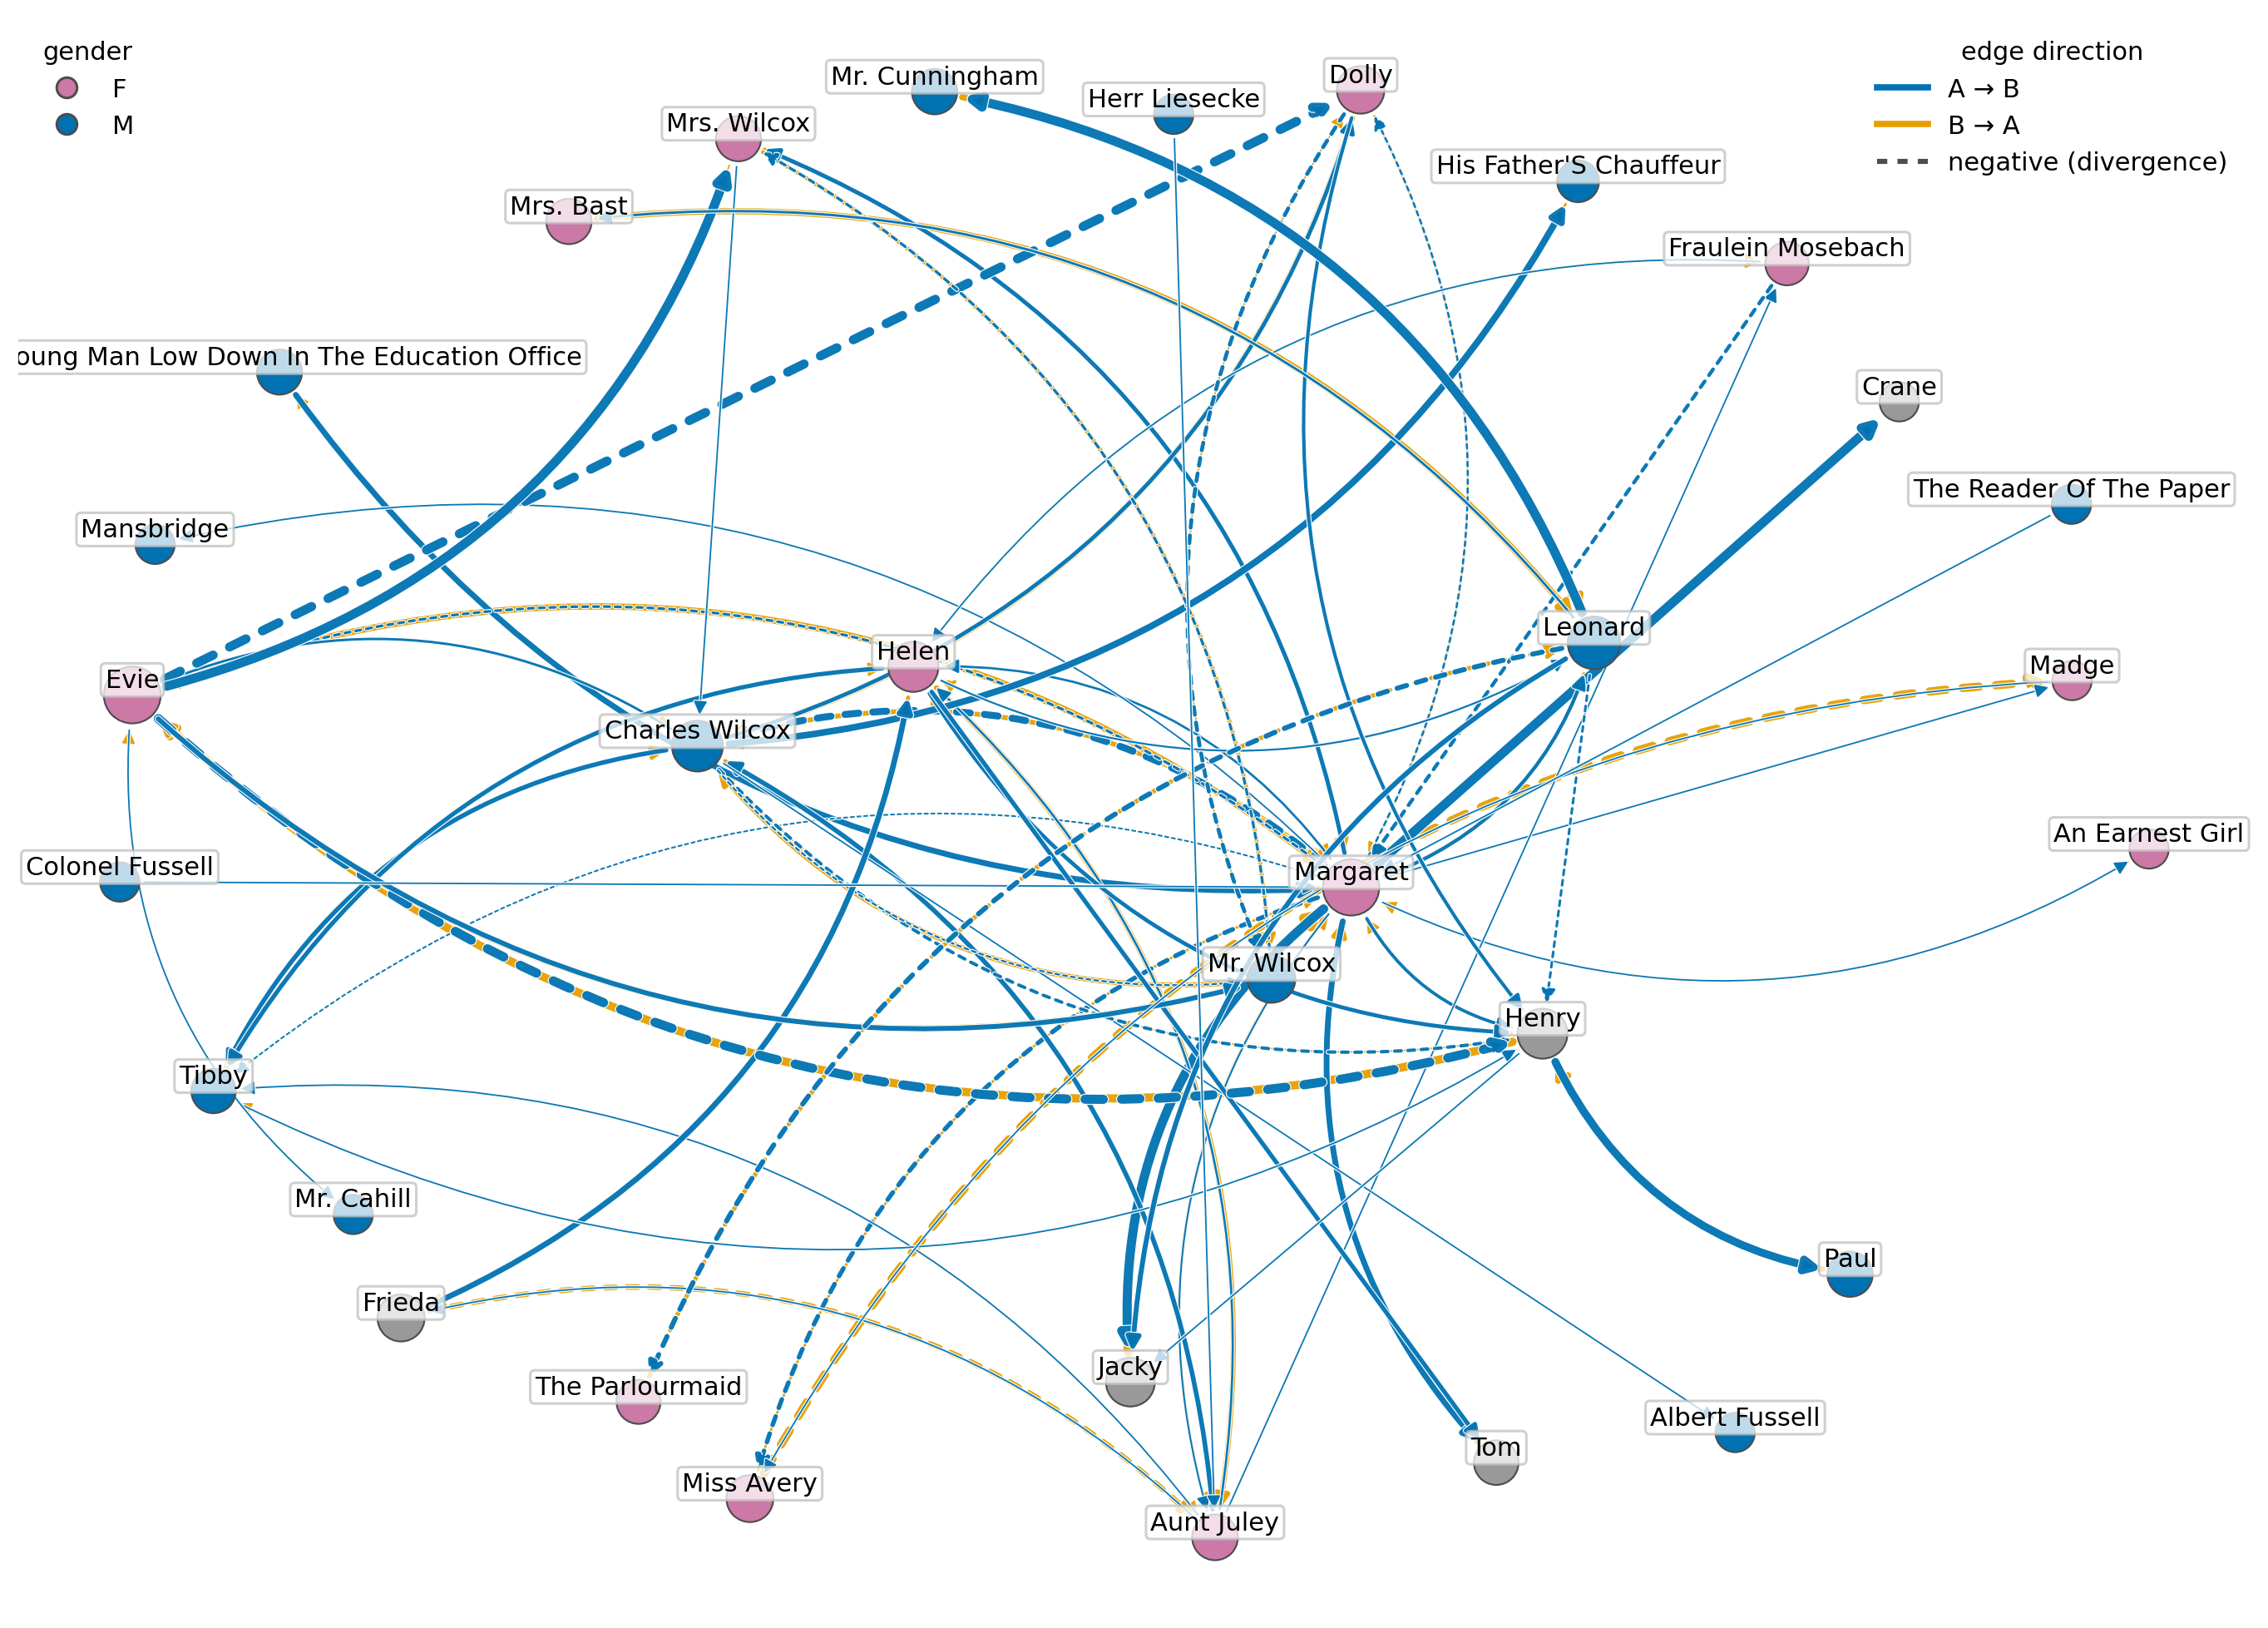 gender
F
M
edge direction
A → B
B → A
negative (divergence)
Mr. Cunningham
Herr Liesecke
Dolly
Mrs. Wilcox
His Father'S Chauffeur
Mrs. Bast
Fraulein Mosebach
oung Man Low Down In The Education Office
Crane
The Reader Of The Paper
Mansbridge
Leonard
Helen
Madge
Evie
Charles Wilcox
An Earnest Girl
Colonel Fussell
Margaret
Mr. Wilcox
Henry
Tibby
Mr. Cahill
Paul
Frieda
Jacky
The Parlourmaid
Albert Fussell
Tom
Miss Avery
Aunt Juley